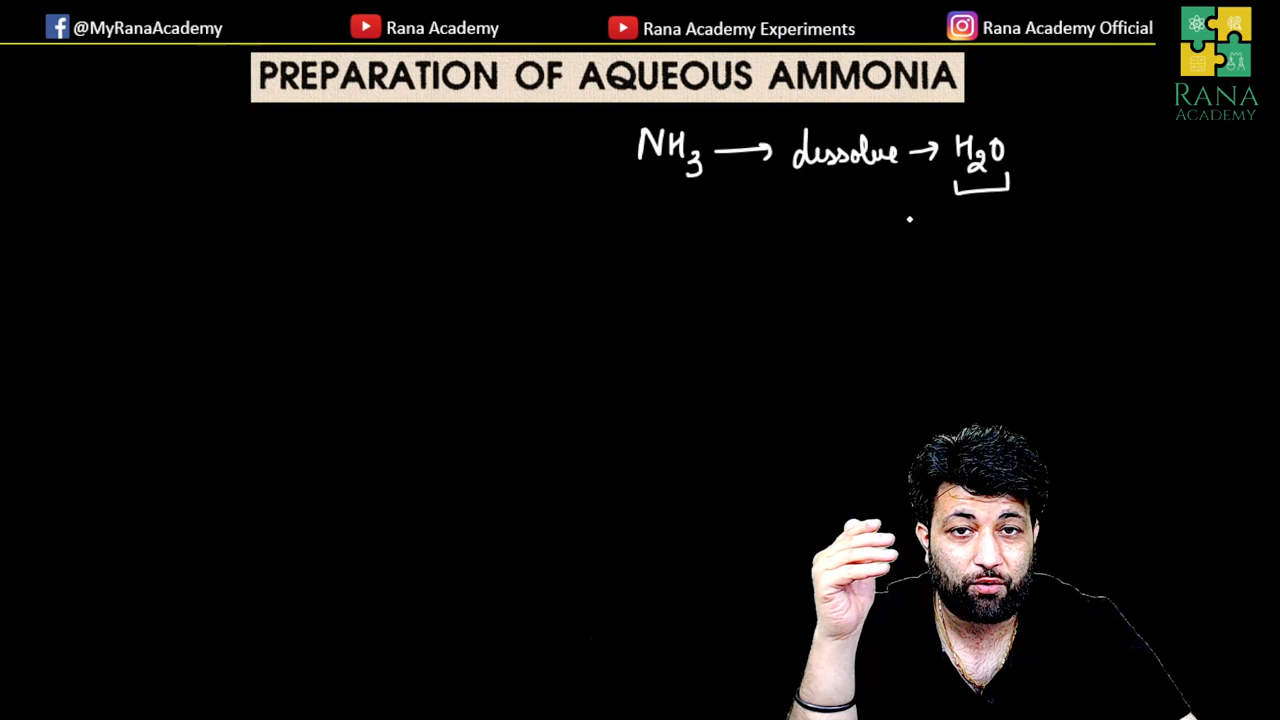 @MyRanaAcademy Rana Academy Rana Academy Experiments Rana Academy Official
PREPARATION OF AQUEOUS AMMONIA
RANA
ACADEMY
NH3 → dissolve → H2O